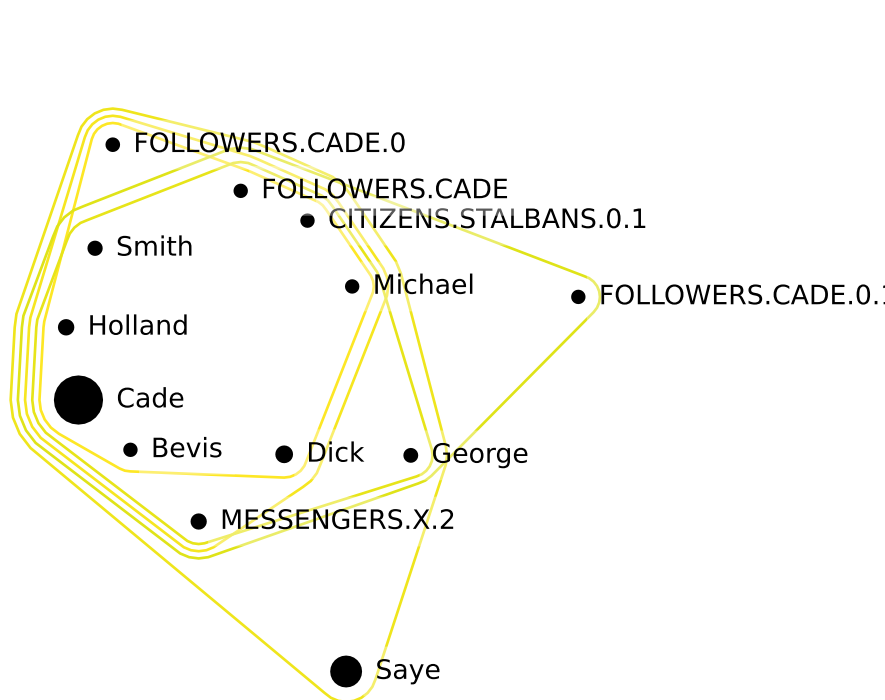 FOLLOWERS.CADE.0
FOLLOWERS.CADE
CITIZENS.STALBANS.0.1
Smith
Michael
FOLLOWERS.CADE.0.1
Holland
Cade
Bevis
Dick
George
MESSENGERS.X.2
Saye